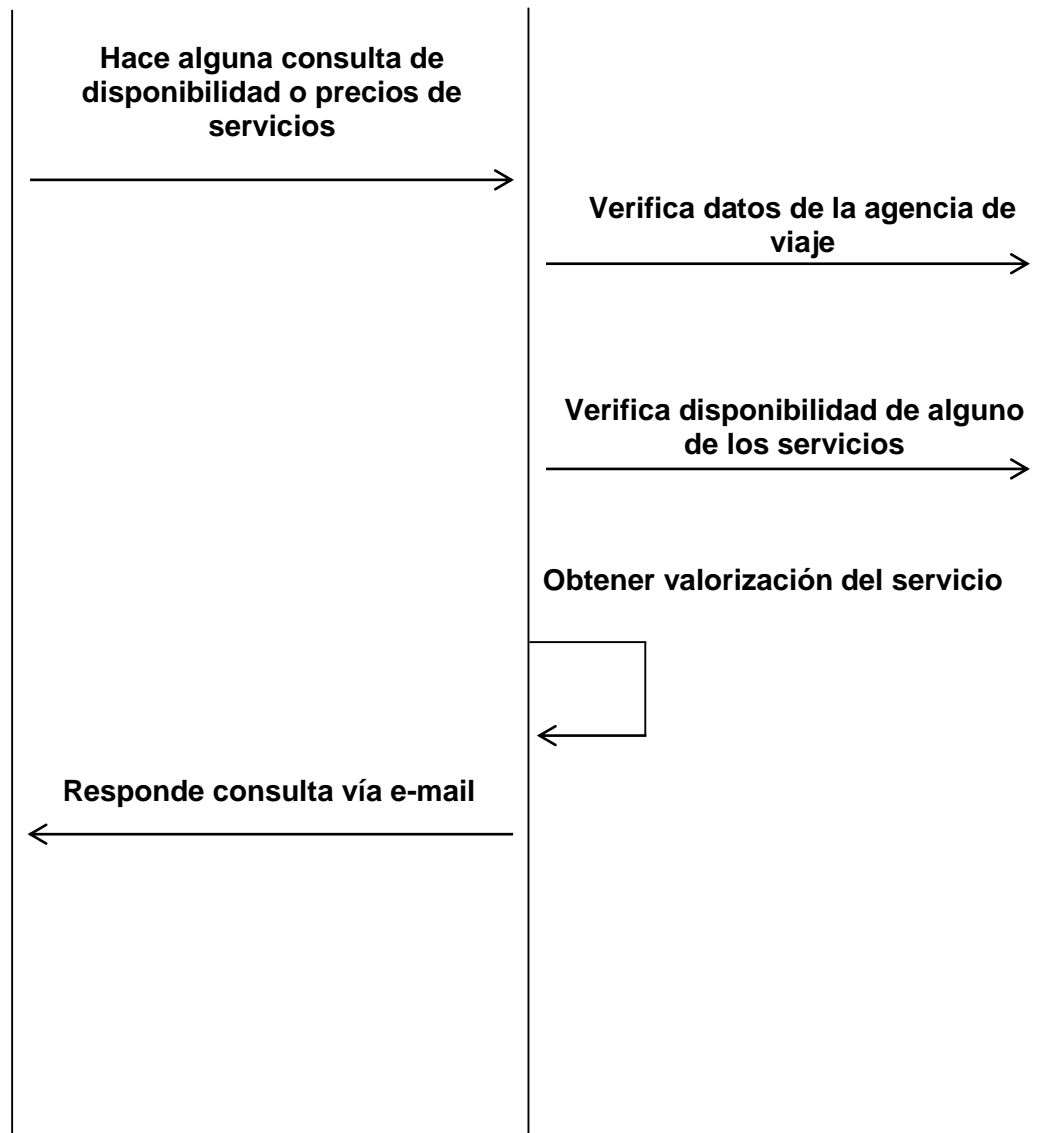 Hace alguna consulta de
disponibilidad o precios de
servicios
Verifica datos de la agencia de
viaje
Verifica disponibilidad de alguno
de los servicios
Obtener valorización del servicio
Responde consulta vía e-mail